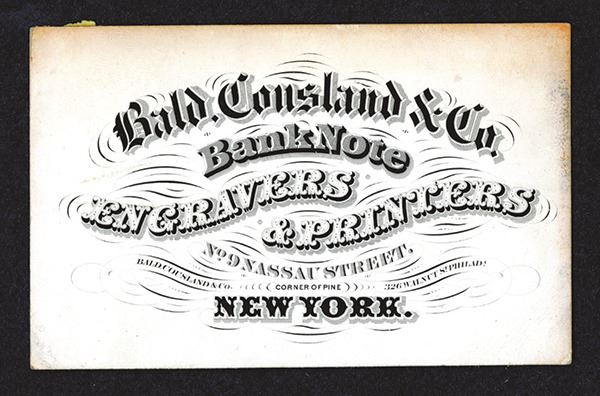 Bald, Cousland & Co.
Bank Note
ENGRAVERS
& PRINTERS
No 9 NASSAU STREET,
BALD COUSLAND & Co. (CORNER OF PINE) 326 WALNUT ST PHILADA
NEW YORK.